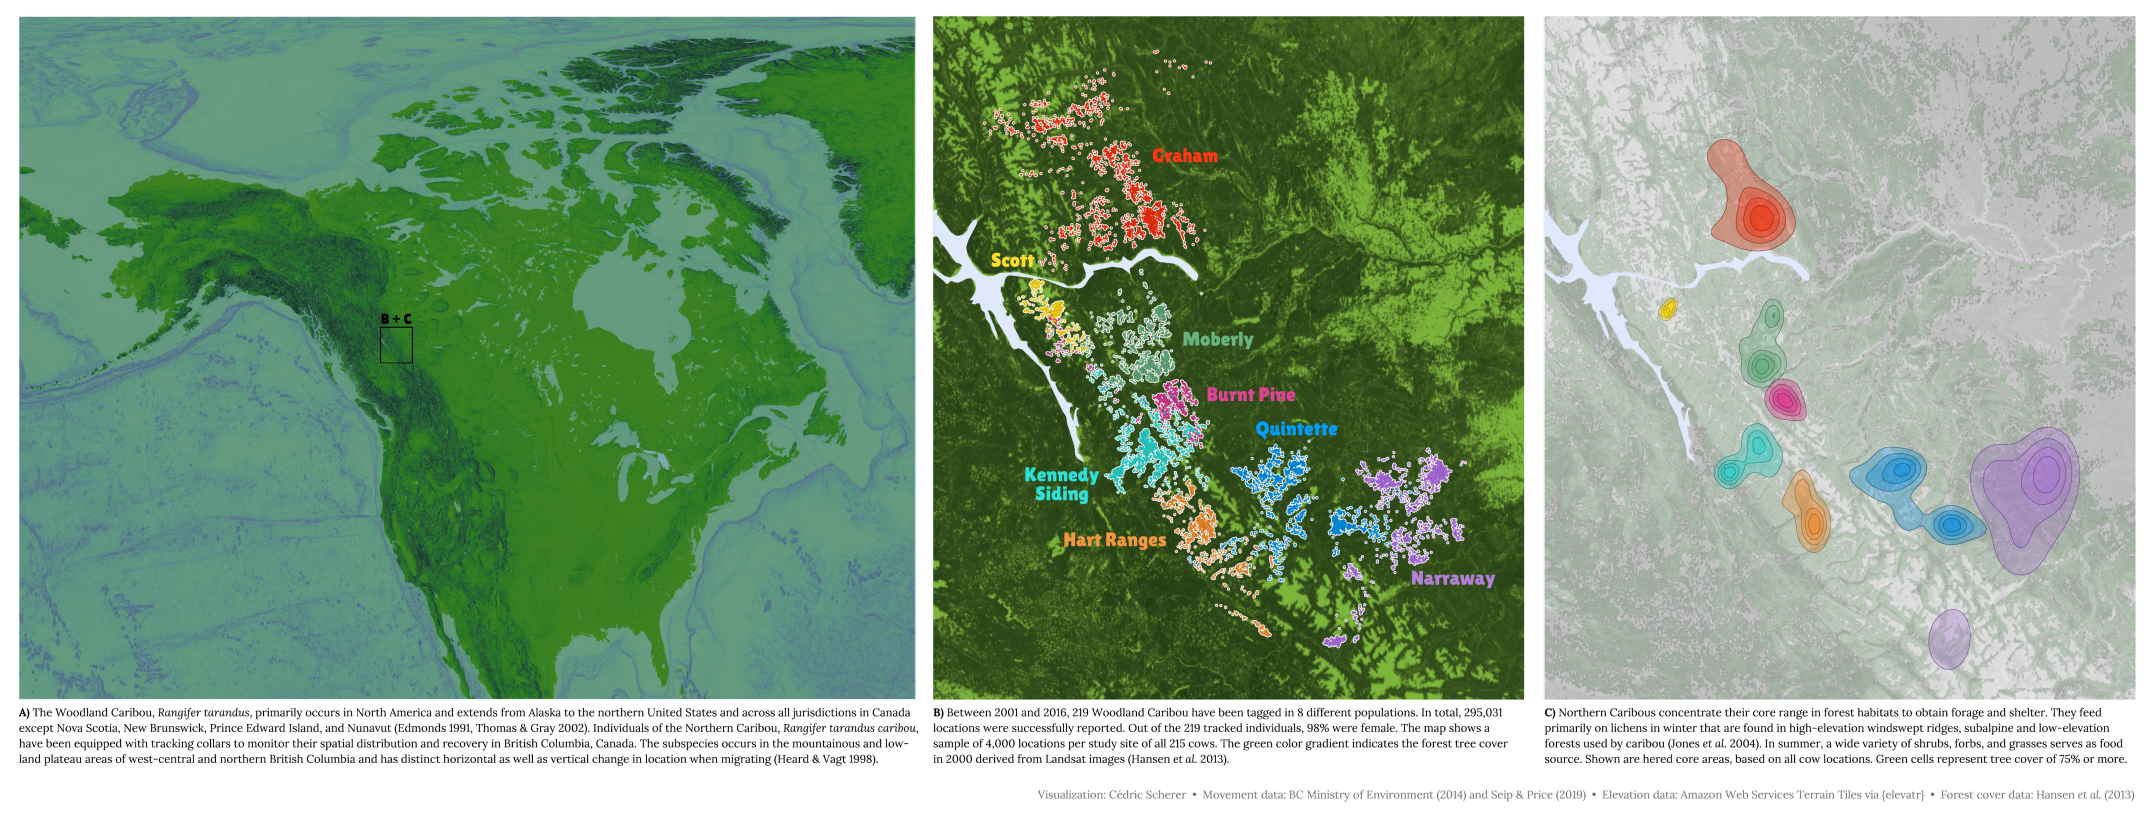 B + C
A) The Woodland Caribou, Rangifer tarandus, primarily occurs in North America and extends from Alaska to the northern United States and across all jurisdictions in Canada
except Nova Scotia, New Brunswick, Prince Edward Island, and Nunavut (Edmonds 1991, Thomas & Gray 2002). Individuals of the Northern Caribou, Rangifer tarandus caribou,
have been equipped with tracking collars to monitor their spatial distribution and recovery in British Columbia, Canada. The subspecies occurs in the mountainous and low-
land plateau areas of west-central and northern British Columbia and has distinct horizontal as well as vertical change in location when migrating (Heard & Vagt 1998).
Graham
Scott
Moberly
Burnt Pine
Quintette
Kennedy
Siding
Hart Ranges
Narraway
B) Between 2001 and 2016, 219 Woodland Caribou have been tagged in 8 different populations. In total, 295,031
locations were successfully reported. Out of the 219 tracked individuals, 98% were female. The map shows a
sample of 4,000 locations per study site of all 215 cows. The green color gradient indicates the forest tree cover
in 2000 derived from Landsat images (Hansen et al. 2013).
C) Northern Caribous concentrate their core range in forest habitats to obtain forage and shelter. They feed
primarily on lichens in winter that are found in high-elevation windswept ridges, subalpine and low-elevation
forests used by caribou (Jones et al. 2004). In summer, a wide variety of shrubs, forbs, and grasses serves as food
source. Shown are hered core areas, based on all cow locations. Green cells represent tree cover of 75% or more.
Visualization: Cédric Scherer • Movement data: BC Ministry of Environment (2014) and Seip & Price (2019) • Elevation data: Amazon Web Services Terrain Tiles via {elevatr} • Forest cover data: Hansen et al. (2013)